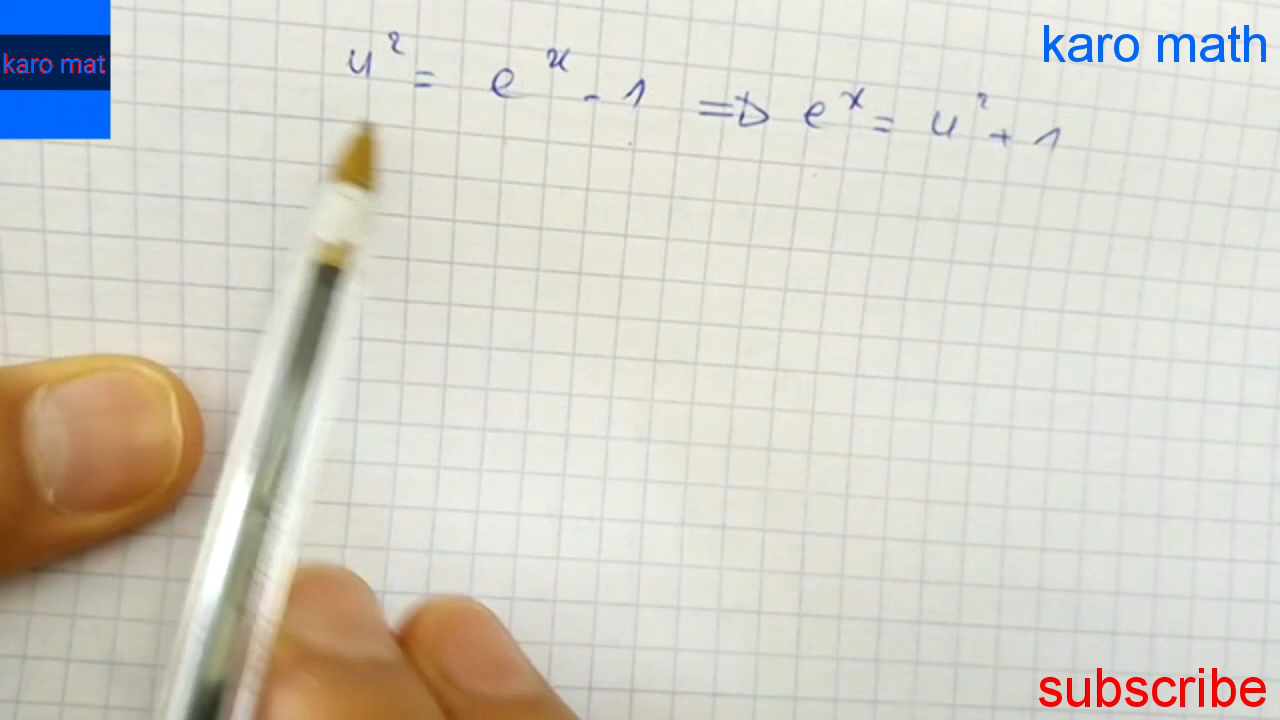 karo mat
karo math
u² = e^x - 1 => e^x = u² + 1
subscribe